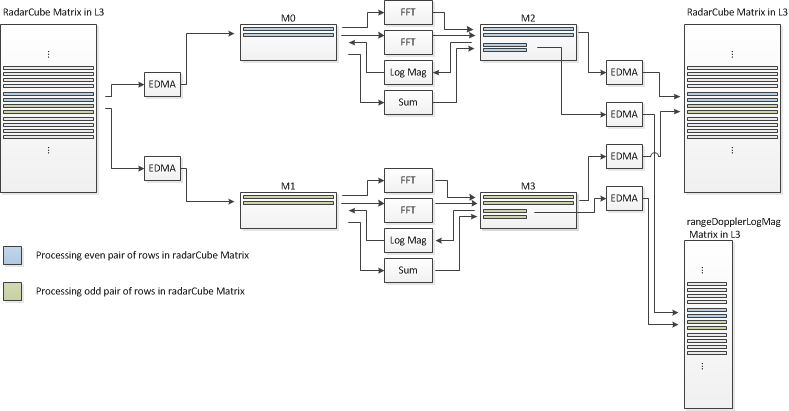 RadarCube Matrix in L3
M0
FFT
M2
RadarCube Matrix in L3
FFT
EDMA
Log Mag
EDMA
Sum
EDMA
EDMA
EDMA
M1
FFT
M3
EDMA
FFT
rangeDopplerLogMag
Matrix in L3
Log Mag
Processing even pair of rows in radarCube Matrix
Sum
Processing odd pair of rows in radarCube Matrix